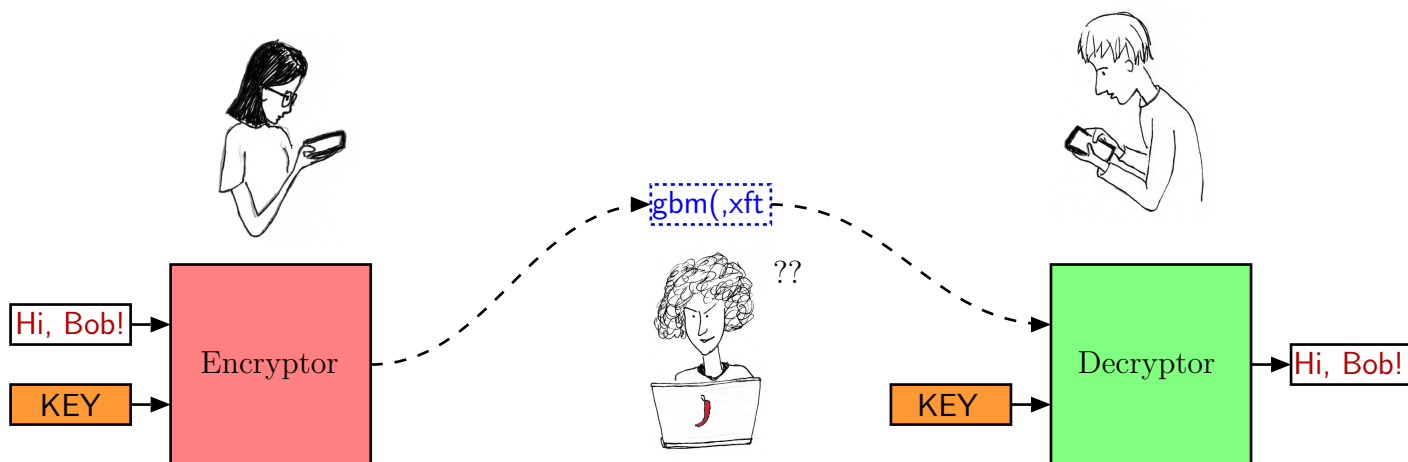 gbm(,xft
??
Hi, Bob!
KEY
Encryptor
KEY
Decryptor
Hi, Bob!